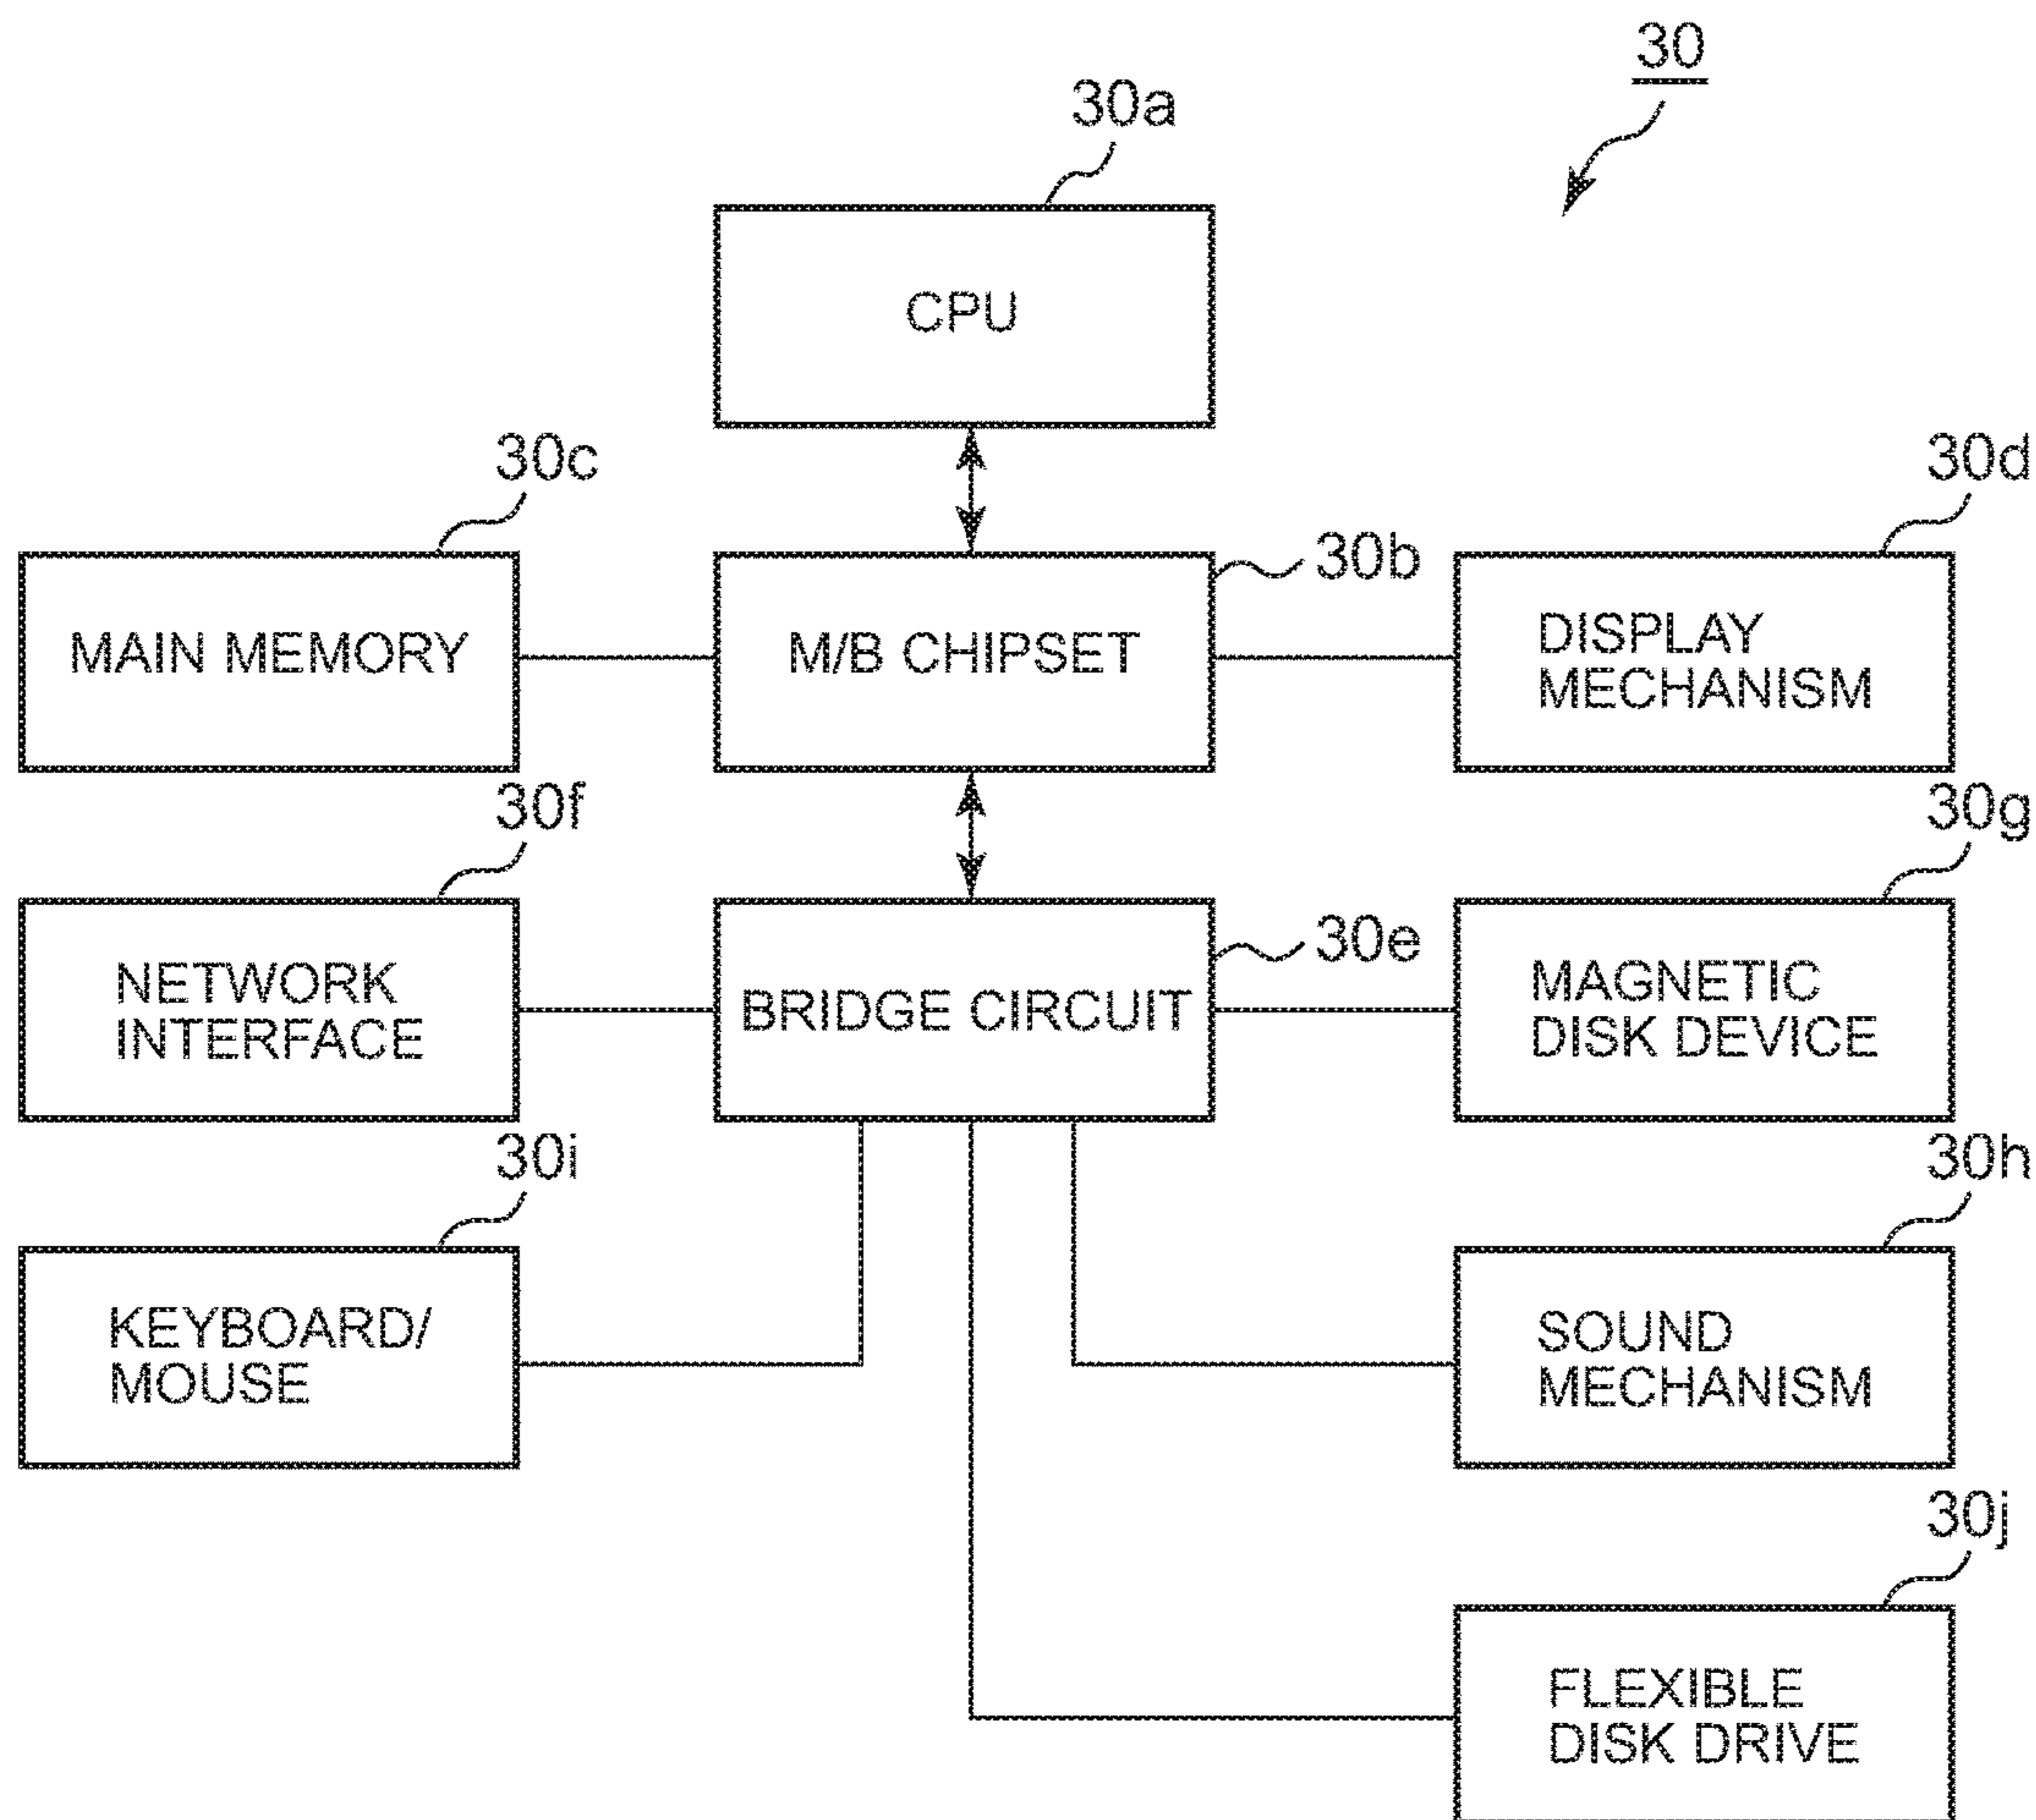 30
30a
CPU
30c
30b
30d
MAIN MEMORY
M/B CHIPSET
DISPLAY
MECHANISM
30f
30e
30g
NETWORK
INTERFACE
BRIDGE CIRCUIT
MAGNETIC
DISK DEVICE
30i
30h
KEYBOARD/
MOUSE
SOUND
MECHANISM
30j
FLEXIBLE
DISK DRIVE